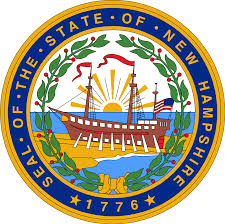 SEAL · OF · THE · STATE · OF · NEW HAMPSHIRE
1776